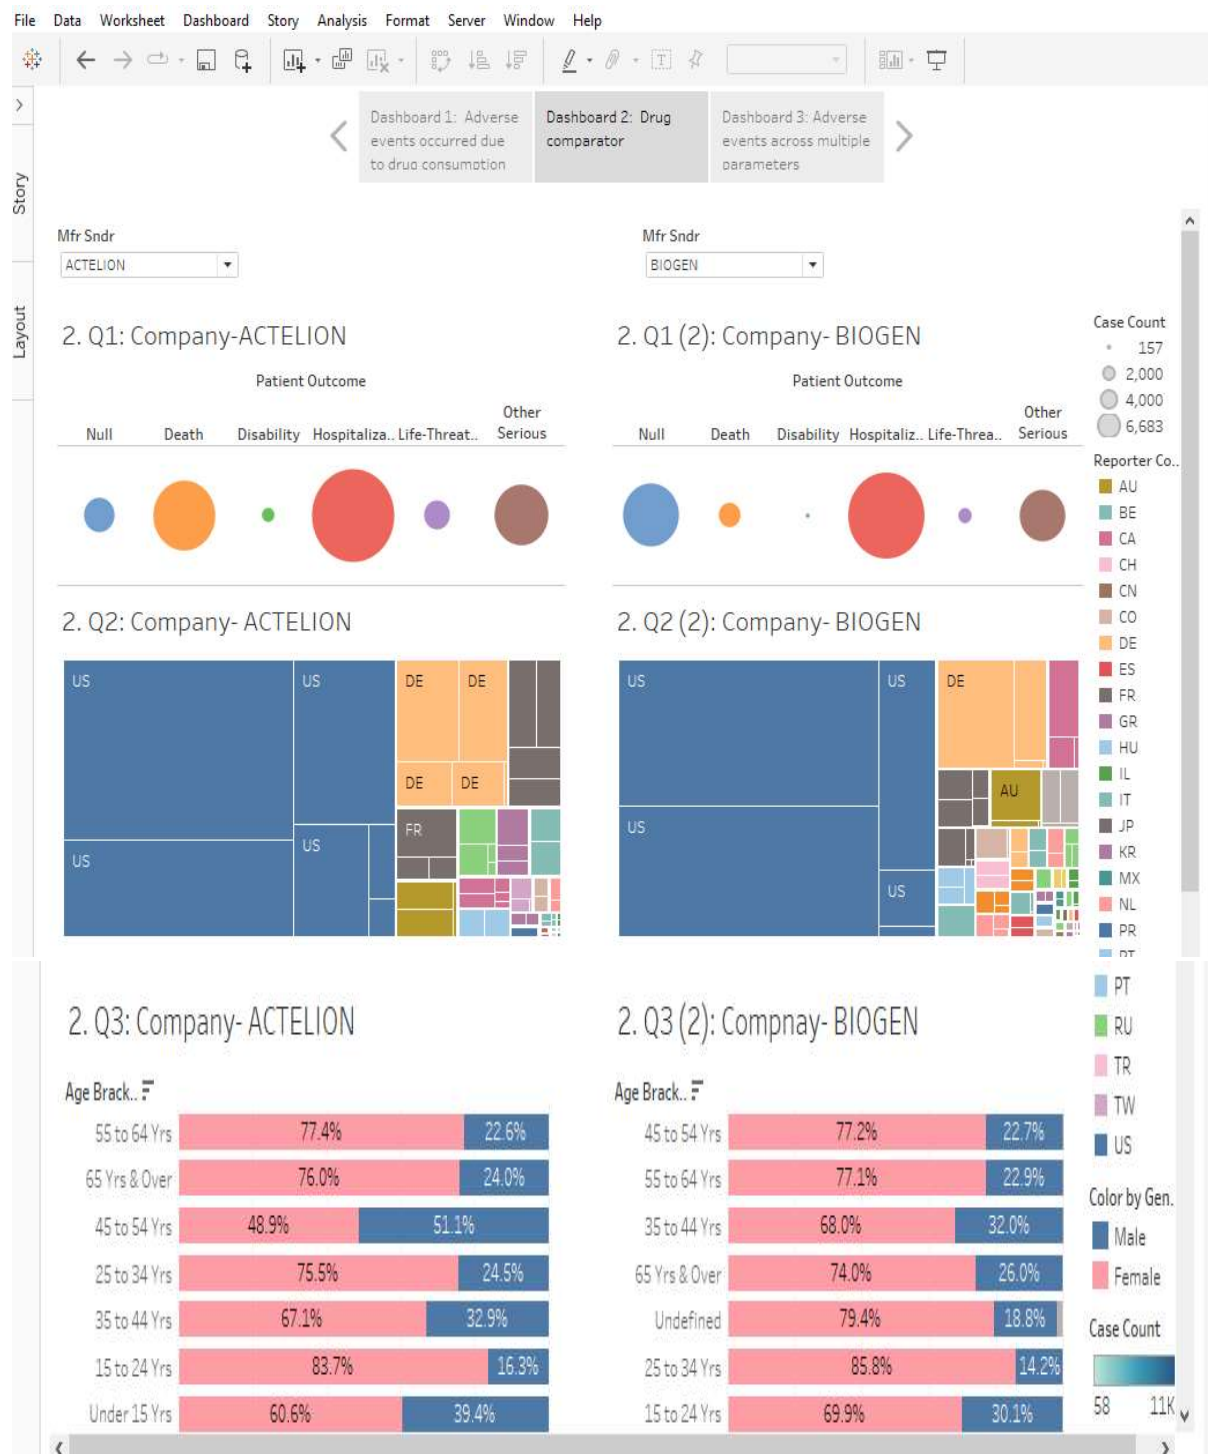 File Data Worksheet Dashboard Story Analysis Format Server Window Help
Dashboard 1: Adverse
events occurred due
to drug consumption
Dashboard 2: Drug
comparator
Dashboard 3: Adverse
events across multiple
parameters
Story
Layout
Mfr Sndr
ACTELION
Mfr Sndr
BIOGEN
2. Q1: Company-ACTELION
Patient Outcome
Null Death Disability Hospitaliza.. Life-Threat.. Other
Serious
2. Q1 (2): Company- BIOGEN
Patient Outcome
Null Death Disability Hospitaliz.. Life-Threa.. Other
Serious
Case Count
157
2,000
4,000
6,683
Reporter Co..
AU
BE
CA
CH
CN
CO
DE
ES
FR
GR
HU
IL
IT
JP
KR
MX
NL
PR
PT
2. Q2: Company- ACTELION
US US DE DE
DE DE
FR
US US
2. Q2 (2): Company- BIOGEN
US US DE
AU
US
US
2. Q3: Company- ACTELION
Age Brack..
55 to 64 Yrs 77.4% 22.6%
65 Yrs & Over 76.0% 24.0%
45 to 54 Yrs 48.9% 51.1%
25 to 34 Yrs 75.5% 24.5%
35 to 44 Yrs 67.1% 32.9%
15 to 24 Yrs 83.7% 16.3%
Under 15 Yrs 60.6% 39.4%
2. Q3 (2): Compnay- BIOGEN
Age Brack..
45 to 54 Yrs 77.2% 22.7%
55 to 64 Yrs 77.1% 22.9%
35 to 44 Yrs 68.0% 32.0%
65 Yrs & Over 74.0% 26.0%
Undefined 79.4% 18.8%
25 to 34 Yrs 85.8% 14.2%
15 to 24 Yrs 69.9% 30.1%
PT
RU
TR
TW
US
Color by Gen.
Male
Female
Case Count
58 11K